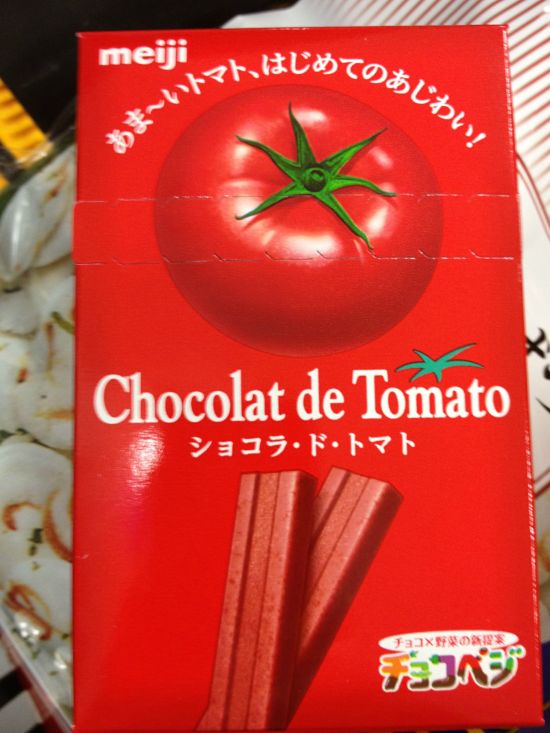 meiji
あま〜いトマト、はじめてのあじわい!
Chocolat de Tomato
ショコラ・ド・トマト
チョコ×野菜の新提案
チョコベジ